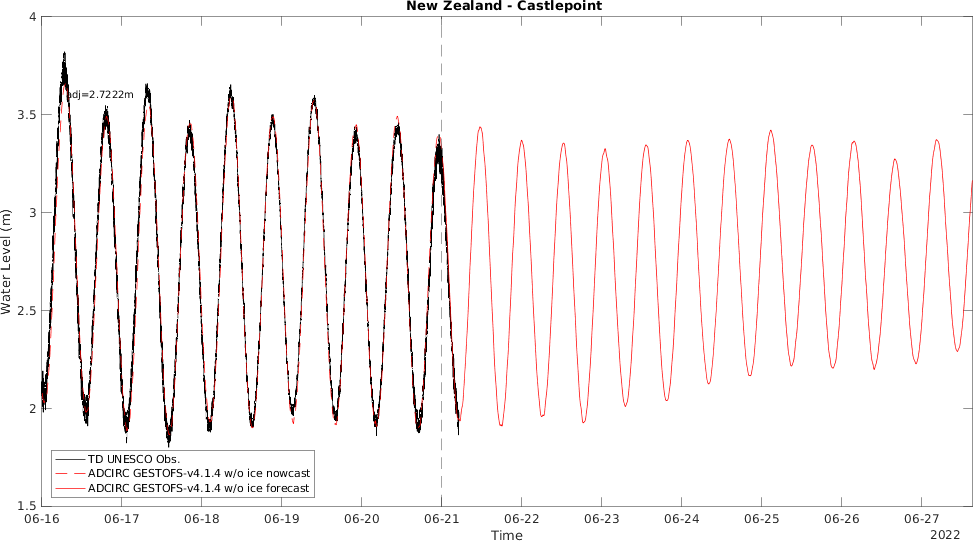 New Zealand - Castlepoint
4
3.5
3
2.5
2
1.5
Water Level (m)
adj=2.7222m
TD UNESCO Obs.
ADCIRC GESTOFS-v4.1.4 w/o ice nowcast
ADCIRC GESTOFS-v4.1.4 w/o ice forecast
06-16 06-17 06-18 06-19 06-20 06-21 06-22 06-23 06-24 06-25 06-26 06-27
Time
2022